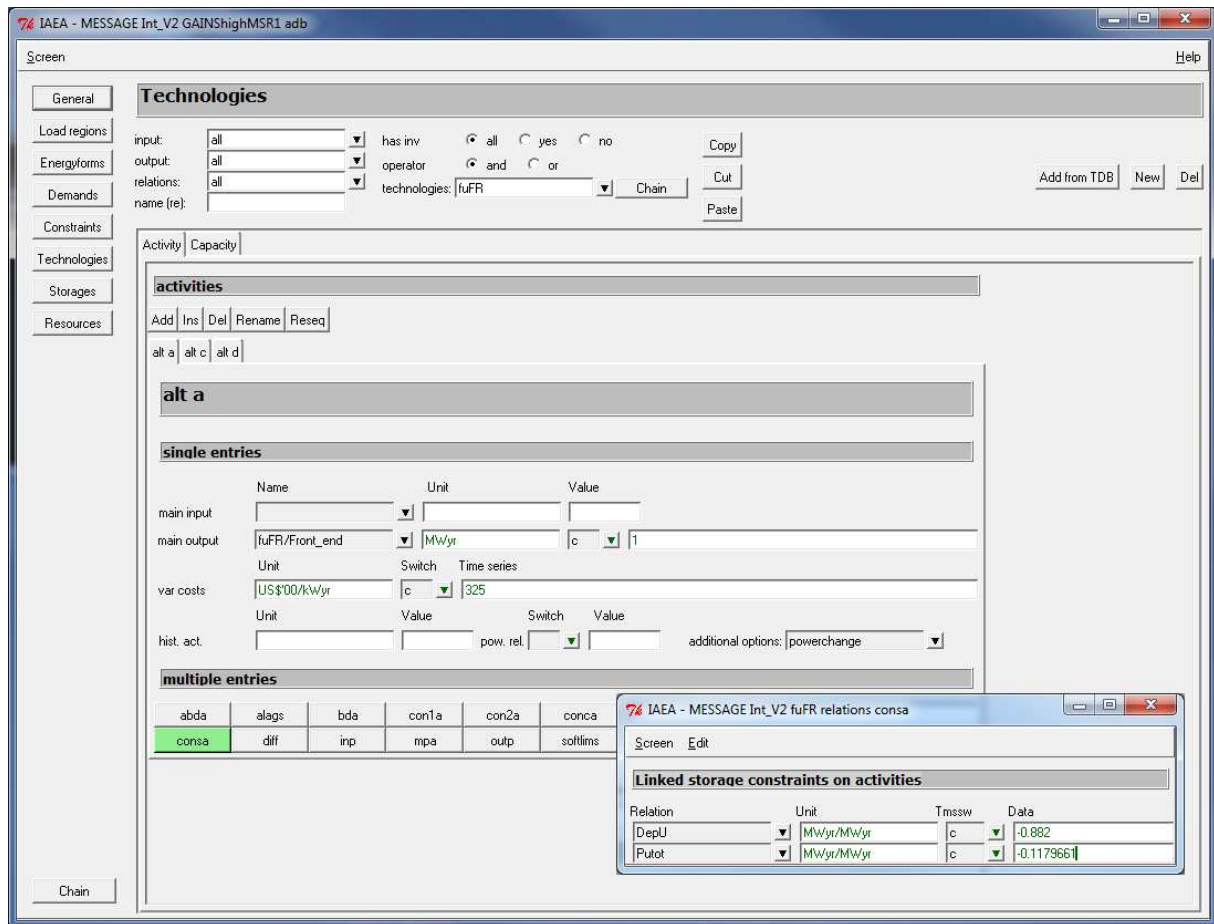 IAEA - MESSAGE Int_V2 GAINShighMSR1 adb
Screen Help
General
Load regions
Energyforms
Demands
Constraints
Technologies
Storages
Resources
Chain
Technologies
input: all has inv all yes no Copy
output: all operator and or Cut Add from TDB New Del
relations: all technologies: fuFR Chain
name (re): Paste
Activity Capacity
activities
Add Ins Del Rename Reseq
alt a alt c alt d
alt a
single entries
Name Unit Value
main input
main output fuFR/Front_end MWyr c 1
Unit Switch Time series
var costs US$'00/kWyr c 325
Unit Value Switch Value
hist. act. pow. rel. additional options: powerchange
multiple entries
abda alags bda con1a con2a conca
consa diff inp mpa outp softlims
IAEA - MESSAGE Int_V2 fuFR relations consa
Screen Edit
Linked storage constraints on activities
Relation Unit Tmssw Data
DepU MWyr/MWyr c -0.882
Putot MWyr/MWyr c -0.1179661